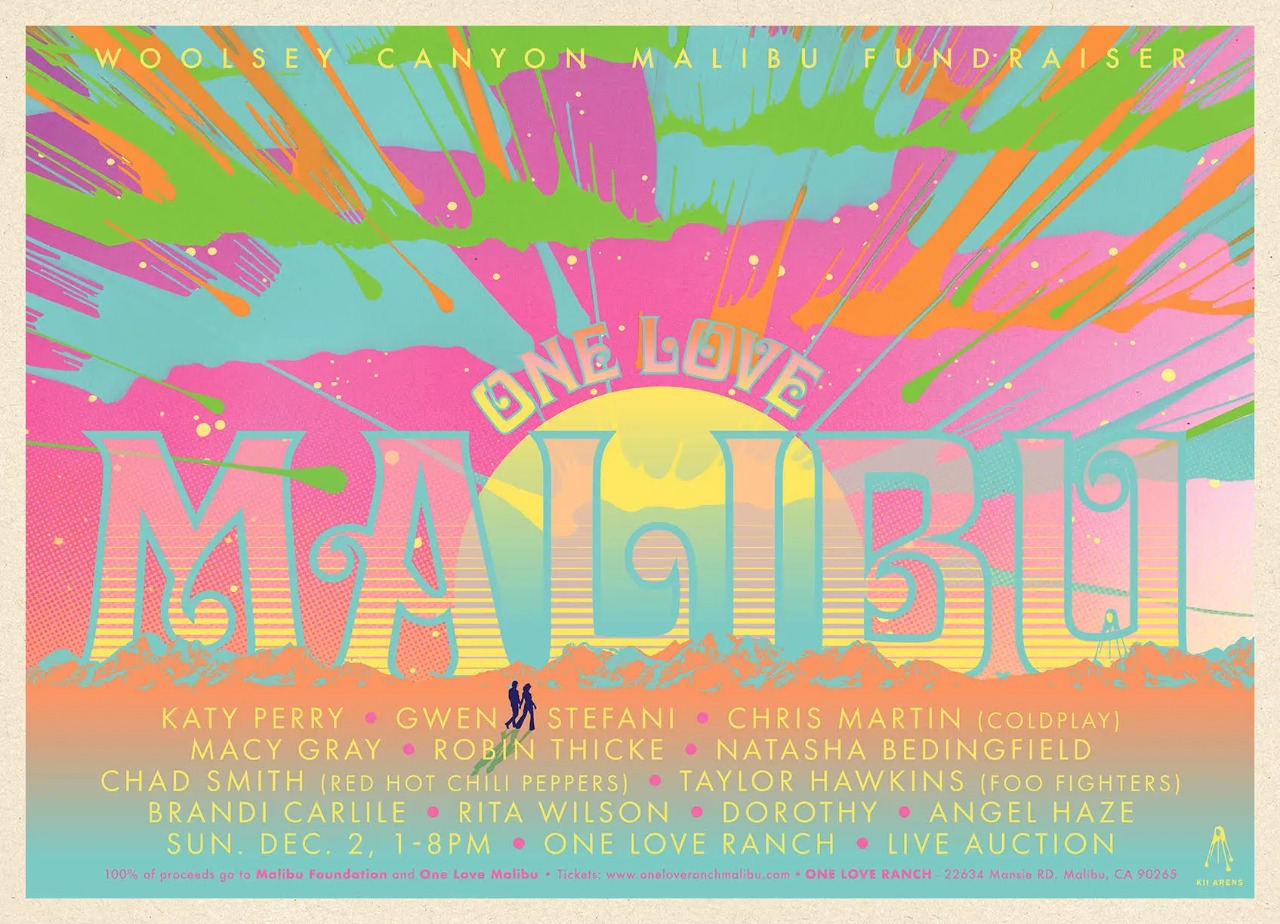 WOOLSEY CANYON MALIBU FUND·RAISER
ONE LOVE
MALIBU
KATY PERRY • GWEN STEFANI • CHRIS MARTIN (COLDPLAY)
MACY GRAY • ROBIN THICKE • NATASHA BEDINGFIELD
CHAD SMITH (RED HOT CHILI PEPPERS) • TAYLOR HAWKINS (FOO FIGHTERS)
BRANDI CARLILE • RITA WILSON • DOROTHY • ANGEL HAZE
SUN. DEC. 2, 1-8PM • ONE LOVE RANCH • LIVE AUCTION
100% of proceeds go to Malibu Foundation and One Love Malibu • Tickets: www.oneloveranchmalibu.com • ONE LOVE RANCH - 22634 Mansie RD. Malibu, CA 90265
KII ARENS